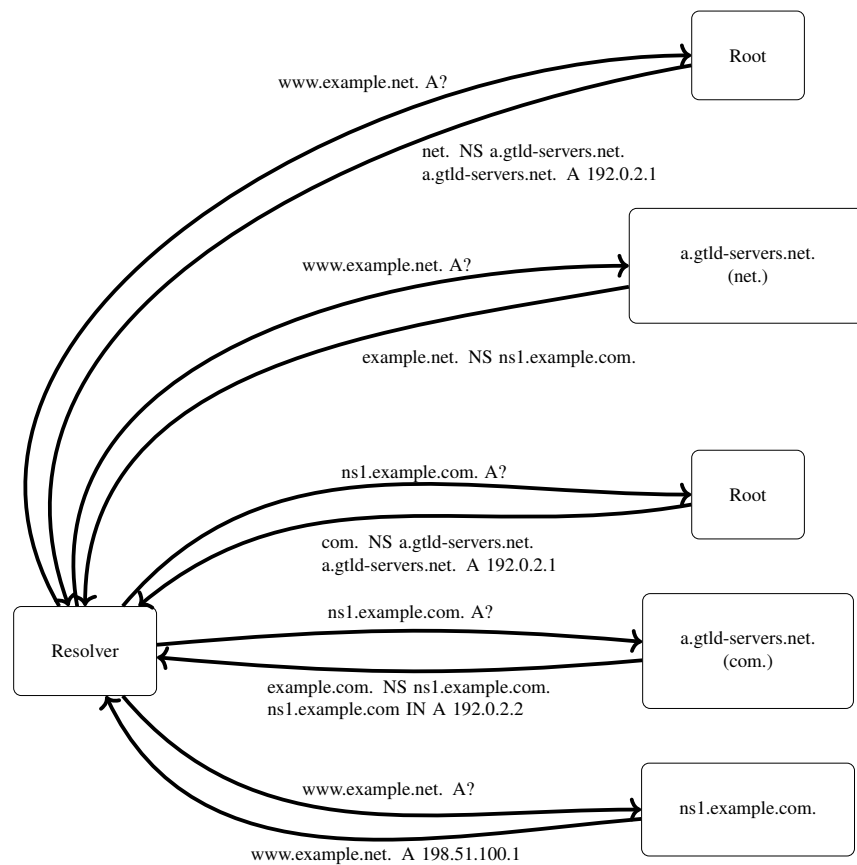 Root
www.example.net. A?
net. NS a.gtld-servers.net.
a.gtld-servers.net. A 192.0.2.1
a.gtld-servers.net.
(net.)
www.example.net. A?
example.net. NS ns1.example.com.
ns1.example.com. A?
Root
com. NS a.gtld-servers.net.
a.gtld-servers.net. A 192.0.2.1
ns1.example.com. A?
Resolver
a.gtld-servers.net.
(com.)
example.com. NS ns1.example.com.
ns1.example.com IN A 192.0.2.2
www.example.net. A?
ns1.example.com.
www.example.net. A 198.51.100.1